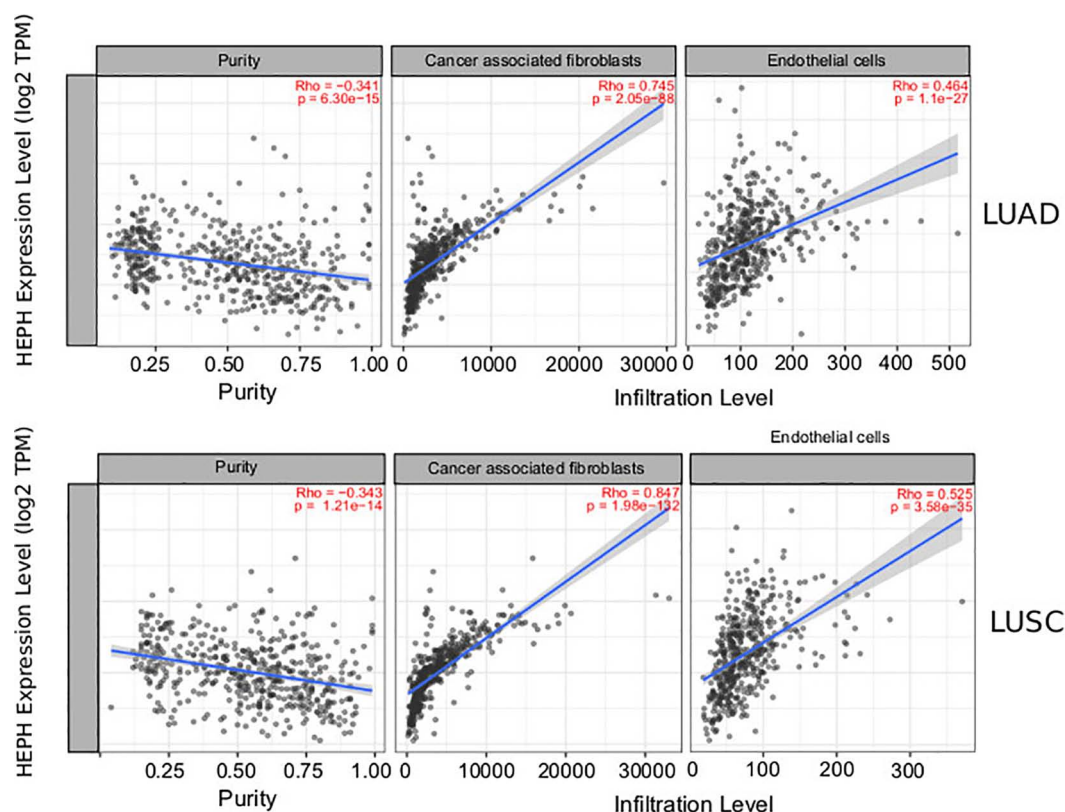 HEPH Expression Level (log2 TPM)
Purity
Rho = −0.341
p = 6.30e−15
0.25 0.50 0.75 1.00
Purity
Cancer associated fibroblasts
Rho = 0.745
p = 2.05e−88
0 10000 20000 30000
Endothelial cells
Rho = 0.464
p = 1.1e−27
0 100 200 300 400 500
Infiltration Level
LUAD
HEPH Expression Level (log2 TPM)
Purity
Rho = −0.343
p = 1.21e−14
0.25 0.50 0.75 1.00
Purity
Cancer associated fibroblasts
Rho = 0.847
p = 1.98e−132
0 10000 20000 30000
Endothelial cells
Rho = 0.525
p = 3.58e−35
0 100 200 300
Infiltration Level
LUSC